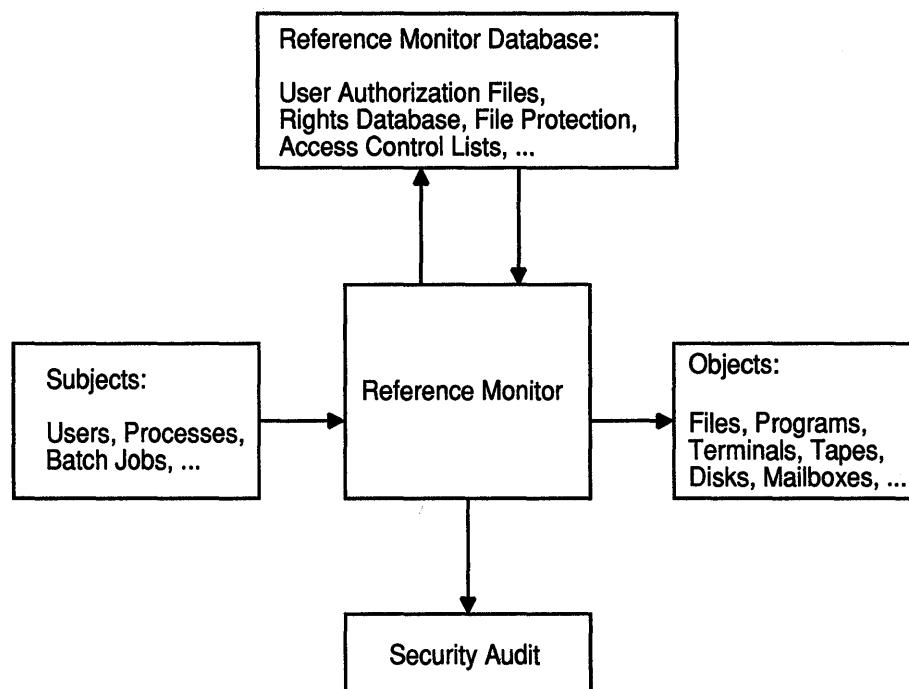 Reference Monitor Database:
User Authorization Files,
Rights Database, File Protection,
Access Control Lists, ...
Subjects:
Users, Processes,
Batch Jobs, ...
Reference Monitor
Objects:
Files, Programs,
Terminals, Tapes,
Disks, Mailboxes, ...
Security Audit